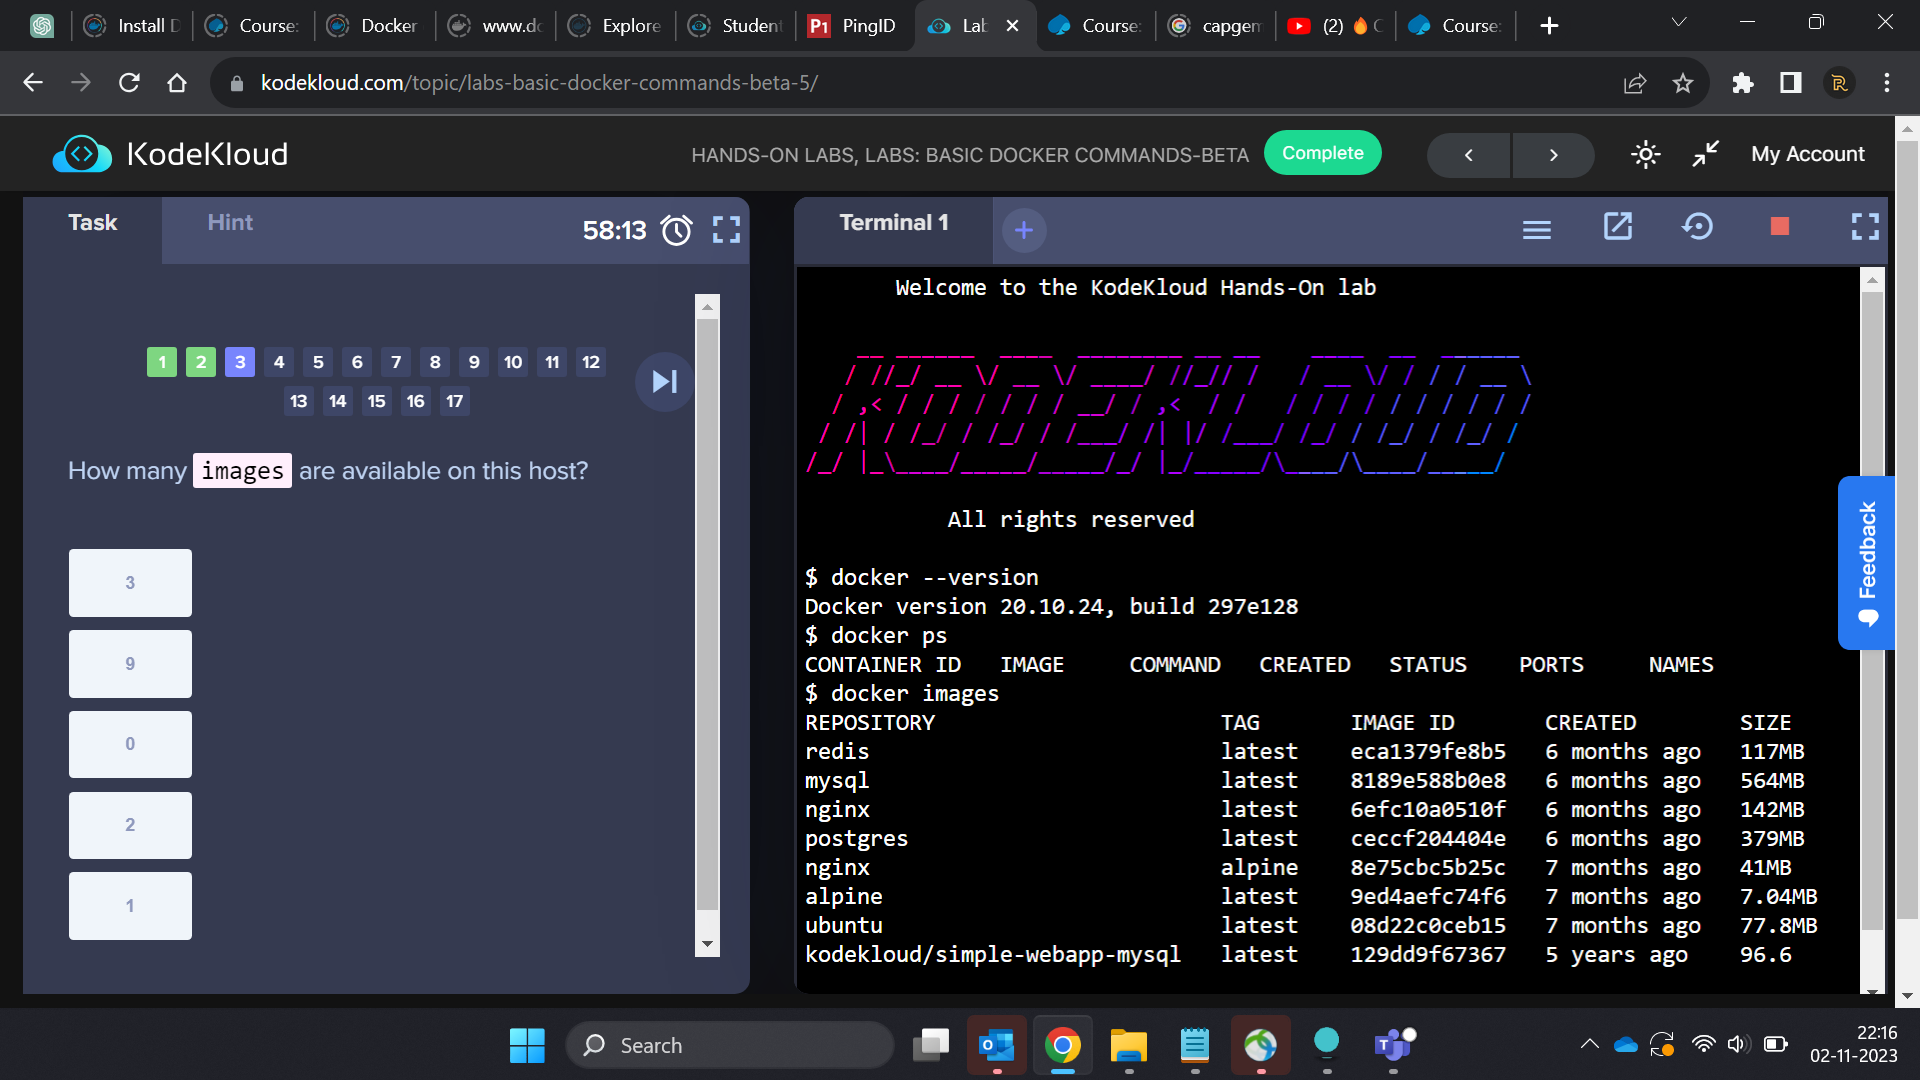 Install D
Course:
Docker
www.do
Explore
Student
P1 PingID
Lab
Course:
capgem
(2)
Course:
kodekloud.com/topic/labs-basic-docker-commands-beta-5/
KodeKloud
HANDS-ON LABS, LABS: BASIC DOCKER COMMANDS-BETA
Complete
My Account
Task
Hint
58:13
1 2 3 4 5 6 7 8 9 10 11 12
13 14 15 16 17
How many images are available on this host?
3
9
0
2
1
Terminal 1
Welcome to the KodeKloud Hands-On lab
KODEKLOUD
All rights reserved
$ docker --version
Docker version 20.10.24, build 297e128
$ docker ps
CONTAINER ID IMAGE COMMAND CREATED STATUS PORTS NAMES
$ docker images
REPOSITORY TAG IMAGE ID CREATED SIZE
redis latest eca1379fe8b5 6 months ago 117MB
mysql latest 8189e588b0e8 6 months ago 564MB
nginx latest 6efc10a0510f 6 months ago 142MB
postgres latest ceccf204404e 6 months ago 379MB
nginx alpine 8e75cbc5b25c 7 months ago 41MB
alpine latest 9ed4aefc74f6 7 months ago 7.04MB
ubuntu latest 08d22c0ceb15 7 months ago 77.8MB
kodekloud/simple-webapp-mysql latest 129dd9f67367 5 years ago 96.6
Feedback
Search
22:16
02-11-2023